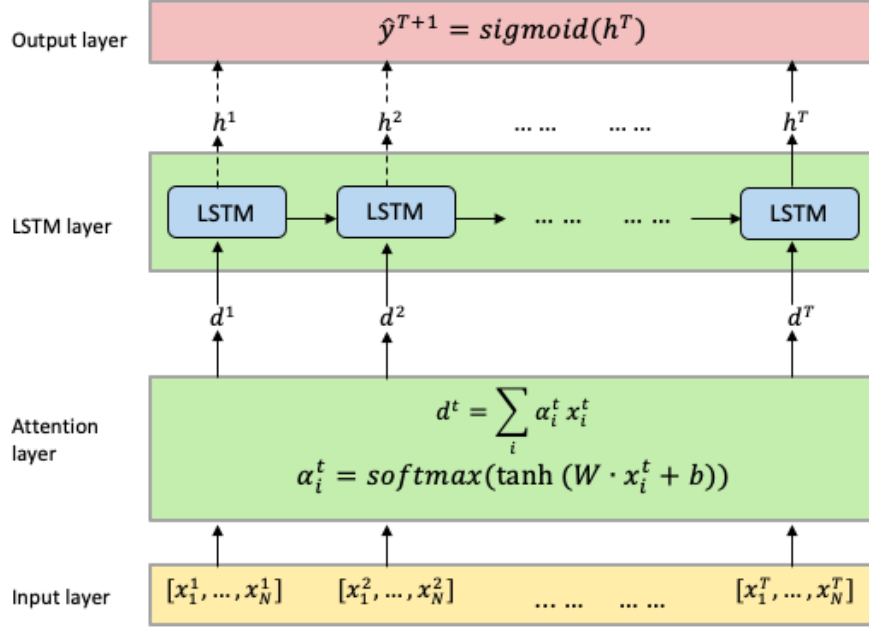 Output layer
ŷ^{T+1} = sigmoid(h^T)
h^1 h^2 ... ... ... ... h^T
LSTM layer
LSTM LSTM ... ... ... ... LSTM
d^1 d^2 d^T
Attention layer
d^t = ∑_i α_i^t x_i^t
α_i^t = softmax(tanh (W · x_i^t + b))
Input layer
[x_1^1, ..., x_N^1] [x_1^2, ..., x_N^2] ... ... ... ... [x_1^T, ..., x_N^T]